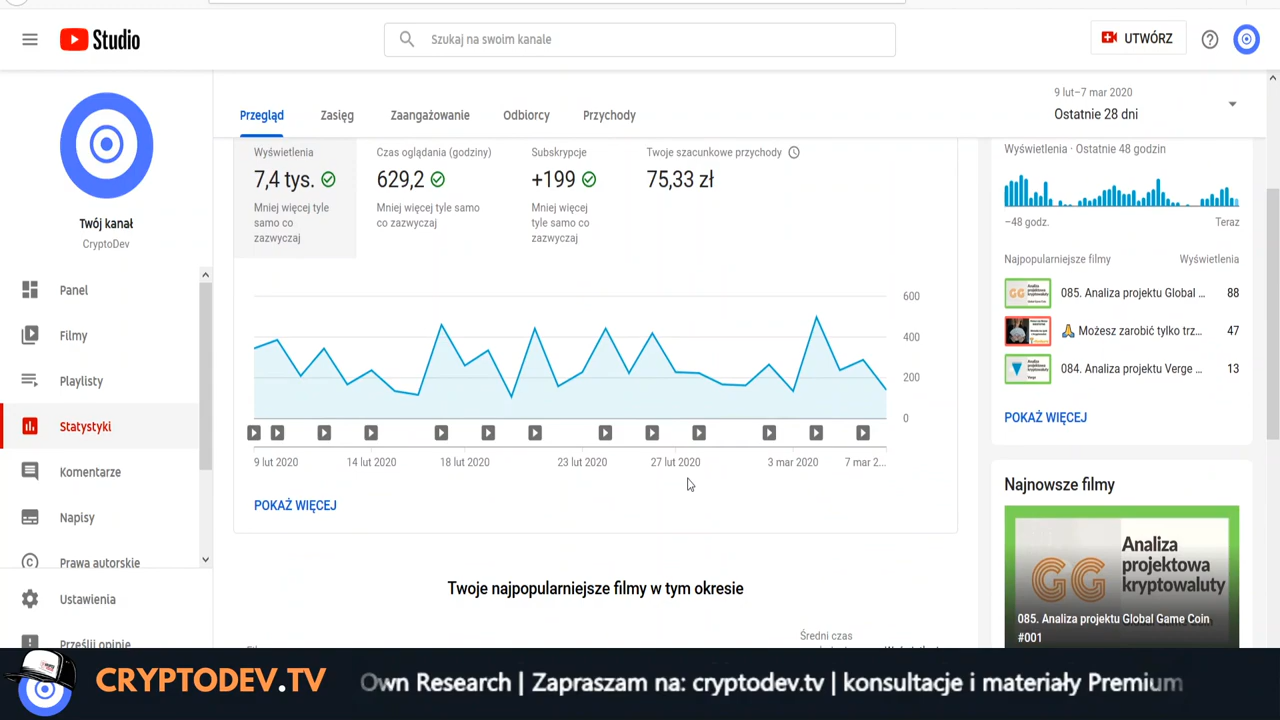 Studio
Szukaj na swoim kanale
UTWÓRZ
Twój kanał
CryptoDev
Panel
Filmy
Playlisty
Statystyki
Komentarze
Napisy
Prawa autorskie
Ustawienia
Prześlij opinię
Przegląd
Zasięg
Zaangażowanie
Odbiorcy
Przychody
9 lut–7 mar 2020
Ostatnie 28 dni
Wyświetlenia
7,4 tys.
Mniej więcej tyle
samo co
zazwyczaj
Czas oglądania (godziny)
629,2
Mniej więcej tyle samo
co zazwyczaj
Subskrypcje
+199
Mniej więcej
tyle samo co
zazwyczaj
Twoje szacunkowe przychody
75,33 zł
600
400
200
0
9 lut 2020
14 lut 2020
18 lut 2020
23 lut 2020
27 lut 2020
3 mar 2020
7 mar 2...
POKAŻ WIĘCEJ
Twoje najpopularniejsze filmy w tym okresie
Średni czas
Wyświetlenia · Ostatnie 48 godzin
−48 godz.
Teraz
Najpopularniejsze filmy
Wyświetlenia
085. Analiza projektu Global ...
88
🙏 Możesz zarobić tylko trz...
47
084. Analiza projektu Verge ...
13
POKAŻ WIĘCEJ
Najnowsze filmy
GG
Analiza
projektowa
kryptowaluty
085. Analiza projektu Global Game Coin
#001
CRYPTODEV.TV
Own Research | Zapraszam na: cryptodev.tv | konsultacje i materiały Premium